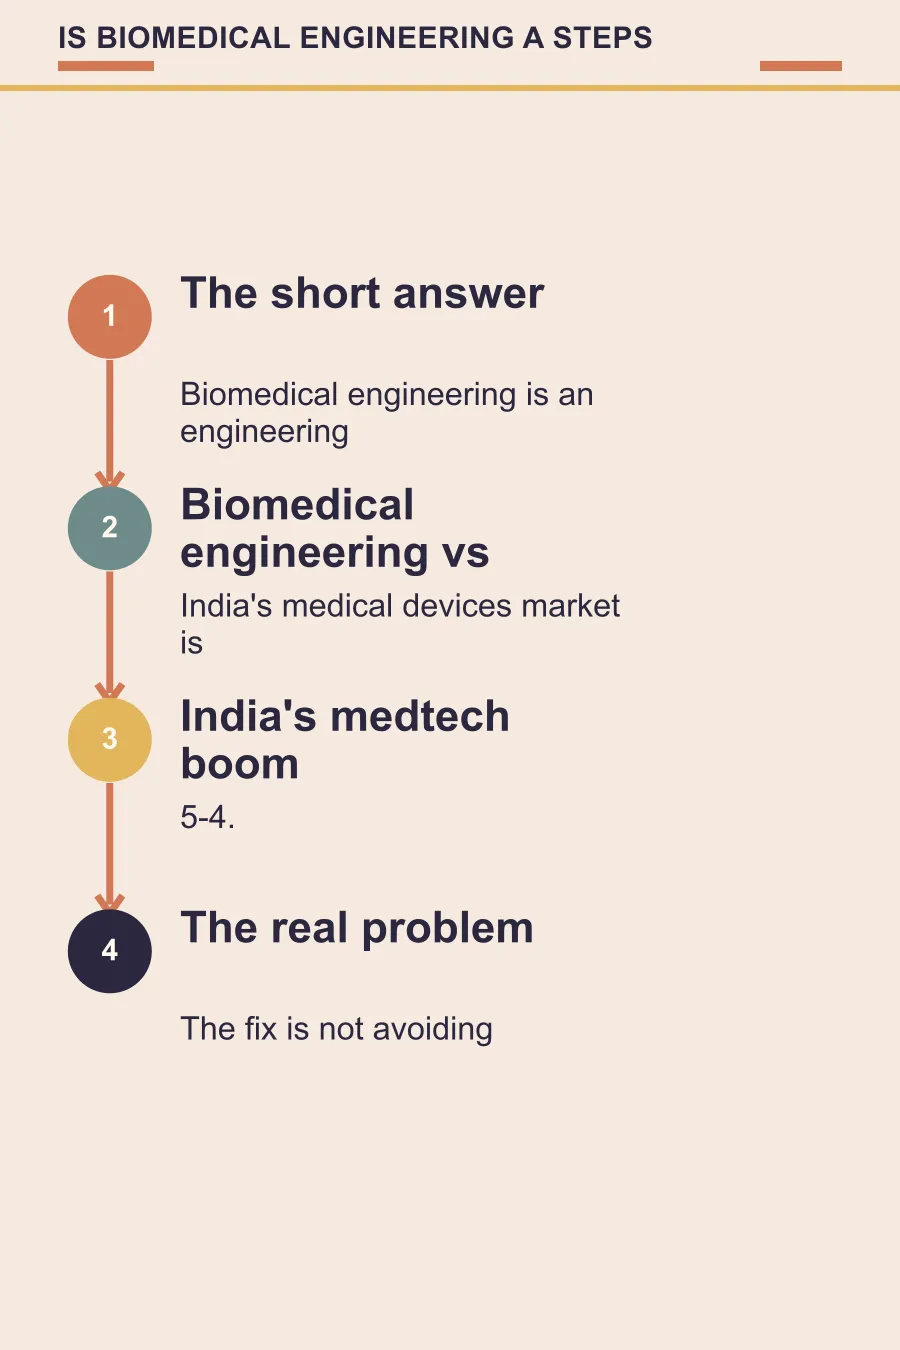 IS BIOMEDICAL ENGINEERING A STEPS
1
The short answer
Biomedical engineering is an
engineering
2
Biomedical
engineering vs
India's medical devices market
is
3
India's medtech
boom
5-4.
4
The real problem
The fix is not avoiding